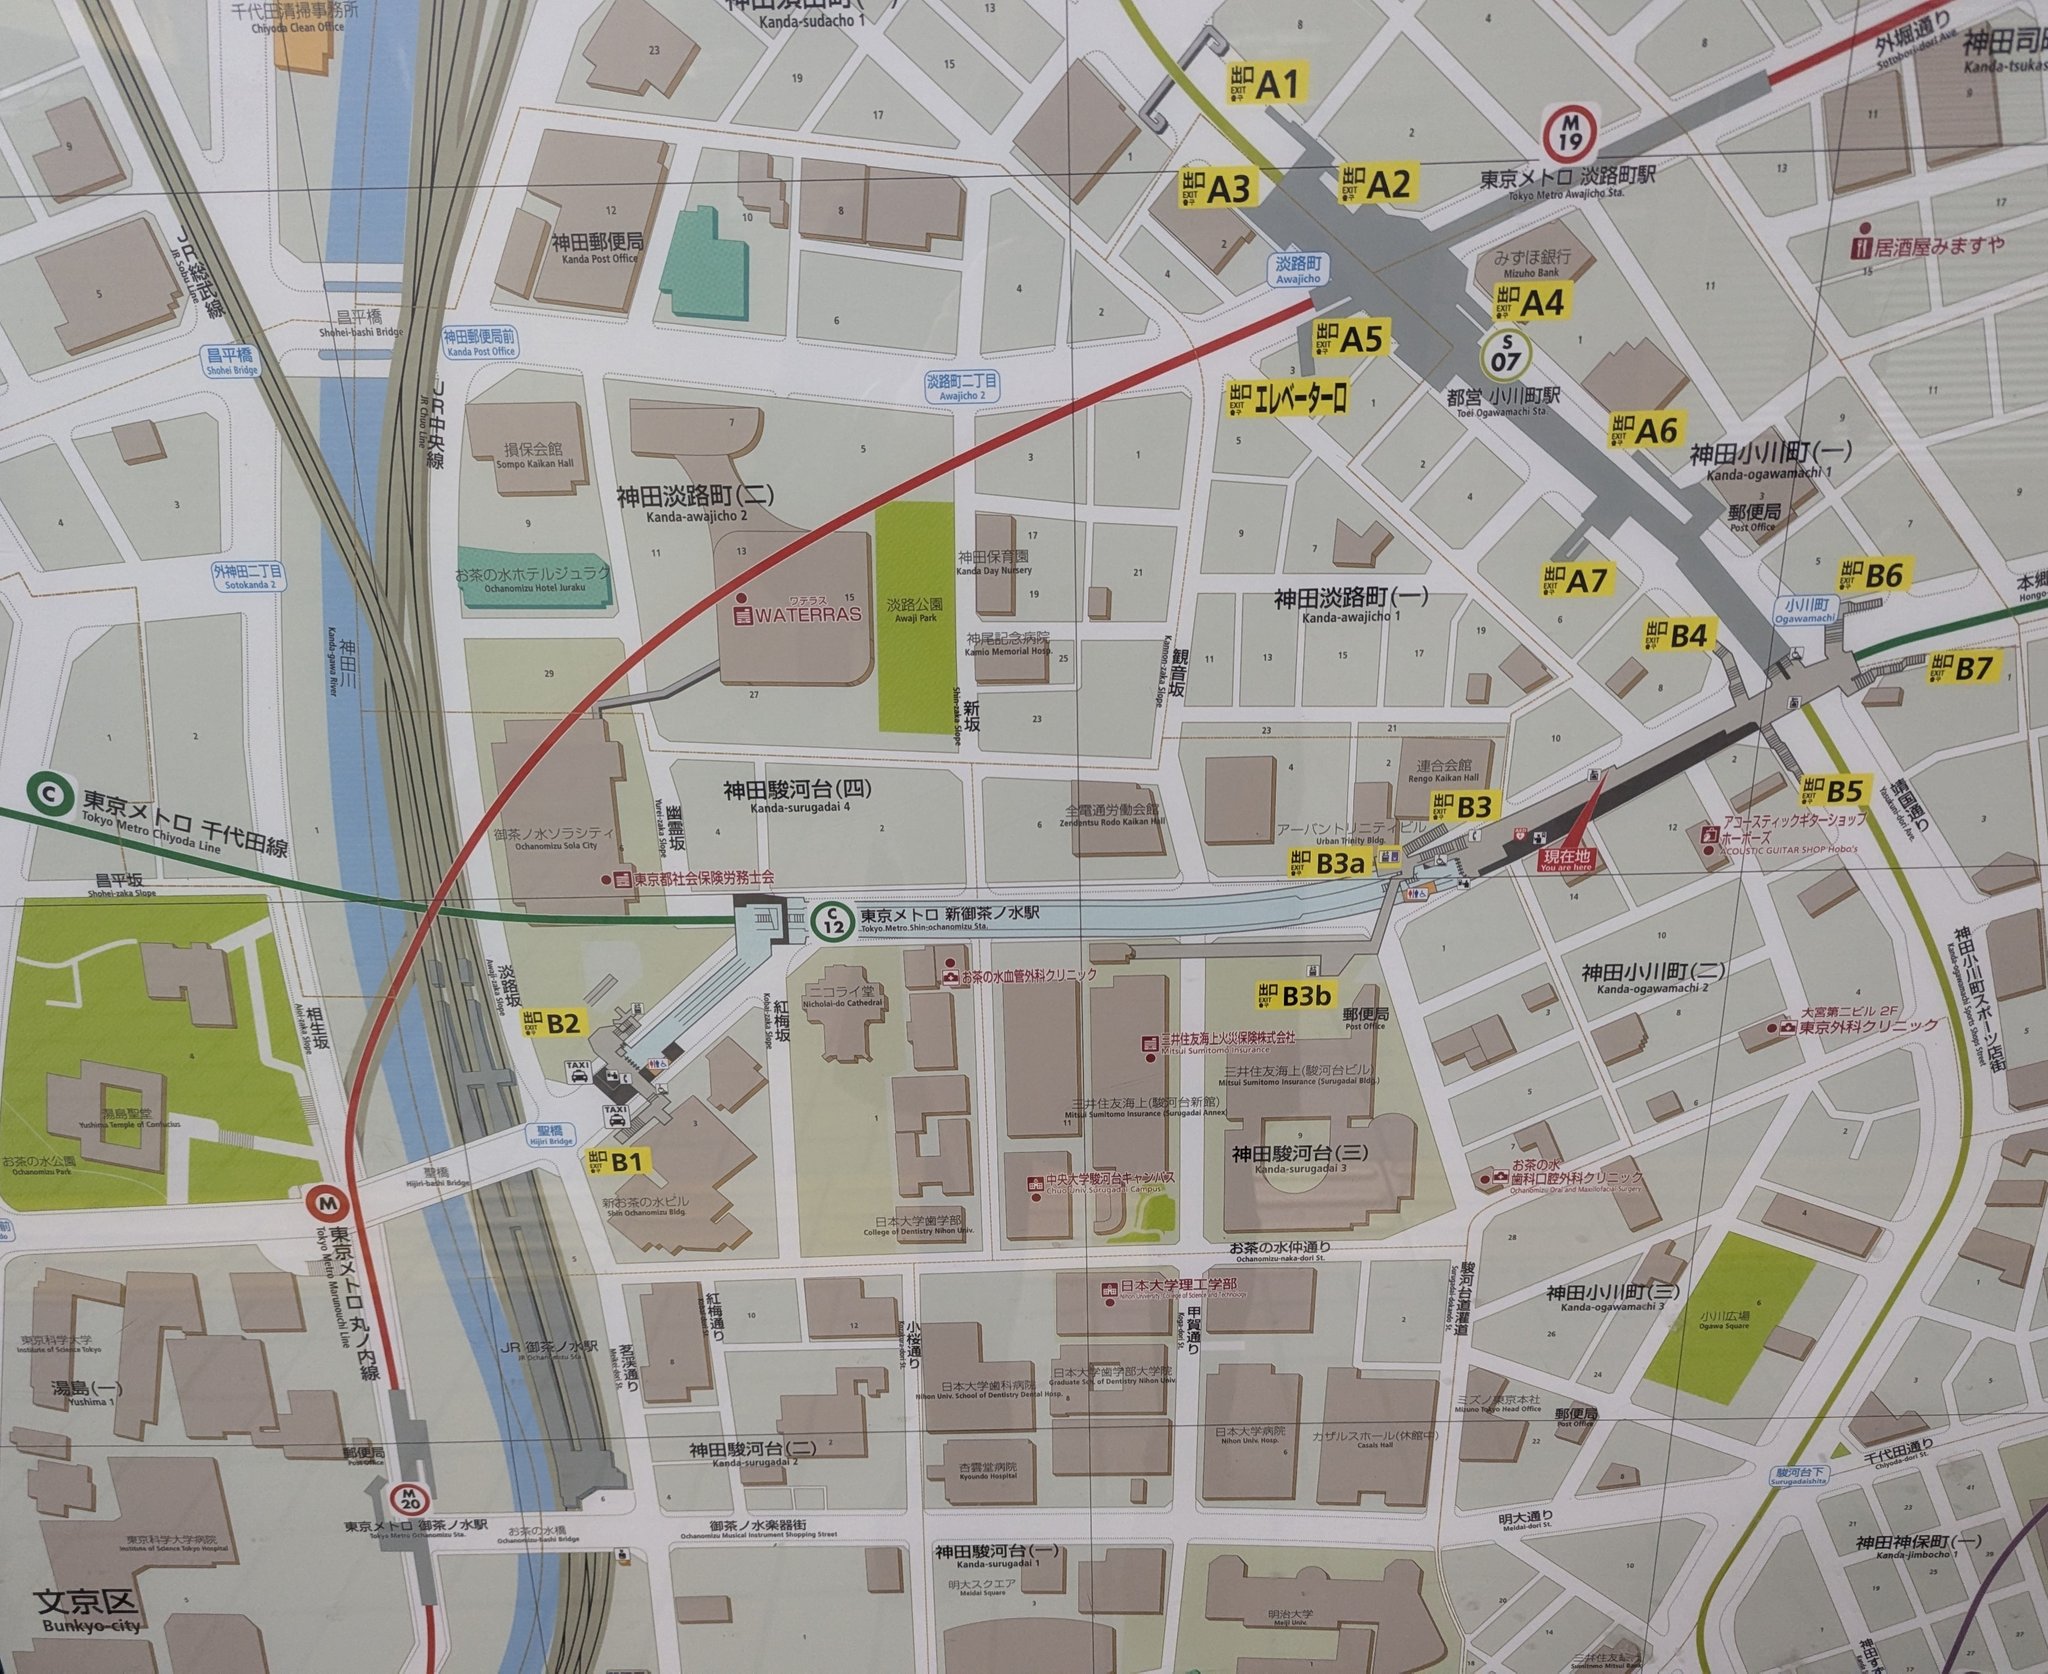 千代田清掃事務所
Chiyoda Clean Office
Kanda-sudacho 1
外堀通り
Sotobori-dori Ave.
出口 EXIT A1
M 19
東京メトロ 淡路町駅
Tokyo Metro Awajicho Sta.
出口 EXIT A3
出口 EXIT A2
居酒屋みますや
JR総武線
JR Sobu Line
神田郵便局
Kanda Post Office
淡路町
Awajicho
みずほ銀行
Mizuho Bank
出口 EXIT A4
昌平橋
Shohei-bashi Bridge
神田郵便局前
Kanda Post Office
昌平橋
Shohei Bridge
出口 EXIT A5
S 07
都営 小川町駅
Toei Ogawamachi Sta.
出口 EXIT エレベーター口
淡路町二丁目
Awajicho 2
JR中央線
JR Chuo Line
出口 EXIT A6
神田小川町(一)
Kanda-ogawamachi 1
郵便局
Post Office
損保会館
Sompo Kaikan Hall
神田淡路町(二)
Kanda-awajicho 2
外神田二丁目
Sotokanda 2
お茶の水ホテルジュラク
Ochanomizu Hotel Juraku
ワテラス
WATERRAS
淡路公園
Awaji Park
神田保育園
Kanda Day Nursery
神尾記念病院
Kamio Memorial Hosp.
神田淡路町(一)
Kanda-awajicho 1
出口 EXIT A7
出口 EXIT B6
小川町
Ogawamachi
出口 EXIT B4
出口 EXIT B7
神田川
Kanda-gawa River
新坂
Shin-zaka Slope
観音坂
Kannon-zaka Slope
C
東京メトロ 千代田線
Tokyo Metro Chiyoda Line
神田駿河台(四)
Kanda-surugadai 4
幽霊坂
Yurei-zaka Slope
全電通労働会館
Zendentsu Rodo Kaikan Hall
連合会館
Rengo Kaikan Hall
出口 EXIT B3
出口 EXIT B5
靖国通り
Yasukuni-dori Ave.
御茶ノ水ソラシティ
Ochanomizu Sola City
東京都社会保険労務士会
アーバントリニティビル
Urban Trinity Bldg.
出口 EXIT B3a
AED
現在地
You are here
アコースティックギターショップ
ホーボーズ
ACOUSTIC GUITAR SHOP Hobo's
昌平坂
Shohei-zaka Slope
C 12
東京メトロ 新御茶ノ水駅
Tokyo Metro Shin-ochanomizu Sta.
相生坂
Aioi-zaka Slope
淡路坂
Awaji-zaka Slope
紅梅坂
Kobai-zaka Slope
ニコライ堂
Nicholai-do Cathedral
お茶の水血管外科クリニック
出口 EXIT B3b
郵便局
Post Office
神田小川町(二)
Kanda-ogawamachi 2
神田小川町スポーツ店街
Kanda-ogawamachi Sports Shops Street
大宮第二ビル 2F
東京外科クリニック
出口 EXIT B2
TAXI
TAXI
出口 EXIT B1
三井住友海上火災保険株式会社
Mitsui Sumitomo Insurance
三井住友海上(駿河台ビル)
Mitsui Sumitomo Insurance (Surugadai Bldg.)
三井住友海上(駿河台新館)
Mitsui Sumitomo Insurance (Surugadai Annex)
湯島聖堂
Yushima Temple of Confucius
お茶の水公園
Ochanomizu Park
聖橋
Hijiri Bridge
聖橋
Hijiri-bashi Bridge
神田駿河台(三)
Kanda-surugadai 3
お茶の水
歯科口腔外科クリニック
Ochanomizu Oral and Maxillofacial Surgery
中央大学駿河台キャンパス
Chuo Univ. Surugadai Campus
新お茶の水ビル
Shin Ochanomizu Bldg.
日本大学歯学部
College of Dentistry Nihon Univ.
M
東京メトロ 丸ノ内線
Tokyo Metro Marunouchi Line
お茶の水仲通り
Ochanomizu-naka-dori St.
駿河台道灌道
Surugadai-dokando St.
日本大学理工学部
Nihon University, College of Science and Technology
甲賀通り
Koga-dori St.
神田小川町(三)
Kanda-ogawamachi 3
小川広場
Ogawa Square
東京科学大学
Institute of Science Tokyo
湯島(一)
Yushima 1
JR 御茶ノ水駅
JR Ochanomizu Sta.
茗渓通り
Meikei-dori St.
紅梅通り
小桜通り
日本大学歯科病院
Nihon Univ. School of Dentistry Dental Hosp.
日本大学歯学部大学院
Graduate Sch. of Dentistry Nihon Univ.
ミズノ東京本社
Mizuno Tokyo Head Office
郵便局
Post Office
日本大学病院
Nihon Univ. Hosp.
カザルスホール(休館中)
Casals Hall
神田駿河台(二)
Kanda-surugadai 2
杏雲堂病院
Kyoundo Hospital
千代田通り
Chiyoda-dori St.
駿河台下
Surugadaishita
郵便局
Post Office
M 20
東京メトロ 御茶ノ水駅
Tokyo Metro Ochanomizu Sta.
お茶の水橋
Ochanomizu-bashi Bridge
御茶ノ水楽器街
Ochanomizu Musical Instrument Shopping Street
明大通り
Meidai-dori St.
東京科学大学病院
Institute of Science Tokyo Hospital
神田駿河台(一)
Kanda-surugadai 1
明大スクエア
Meidai Square
神田神保町(一)
Kanda-jimbocho 1
文京区
Bunkyo-city
明治大学
Meiji Univ.